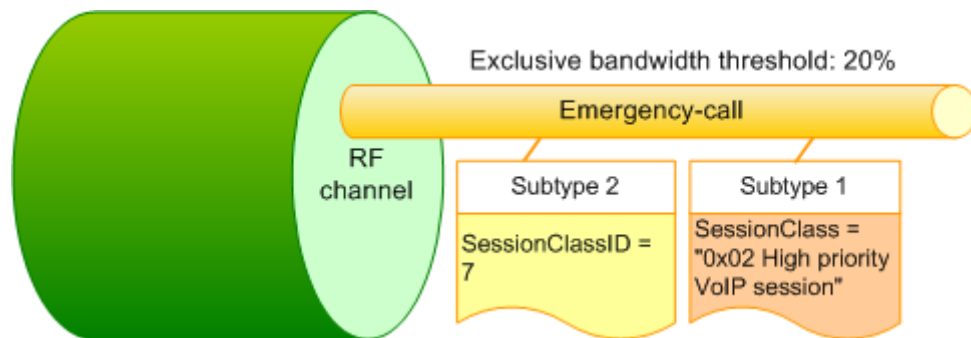 Exclusive bandwidth threshold: 20%
Emergency-call
RF
channel
Subtype 2
SessionClassID =
7
Subtype 1
SessionClass =
"0x02 High priority
VoIP session"